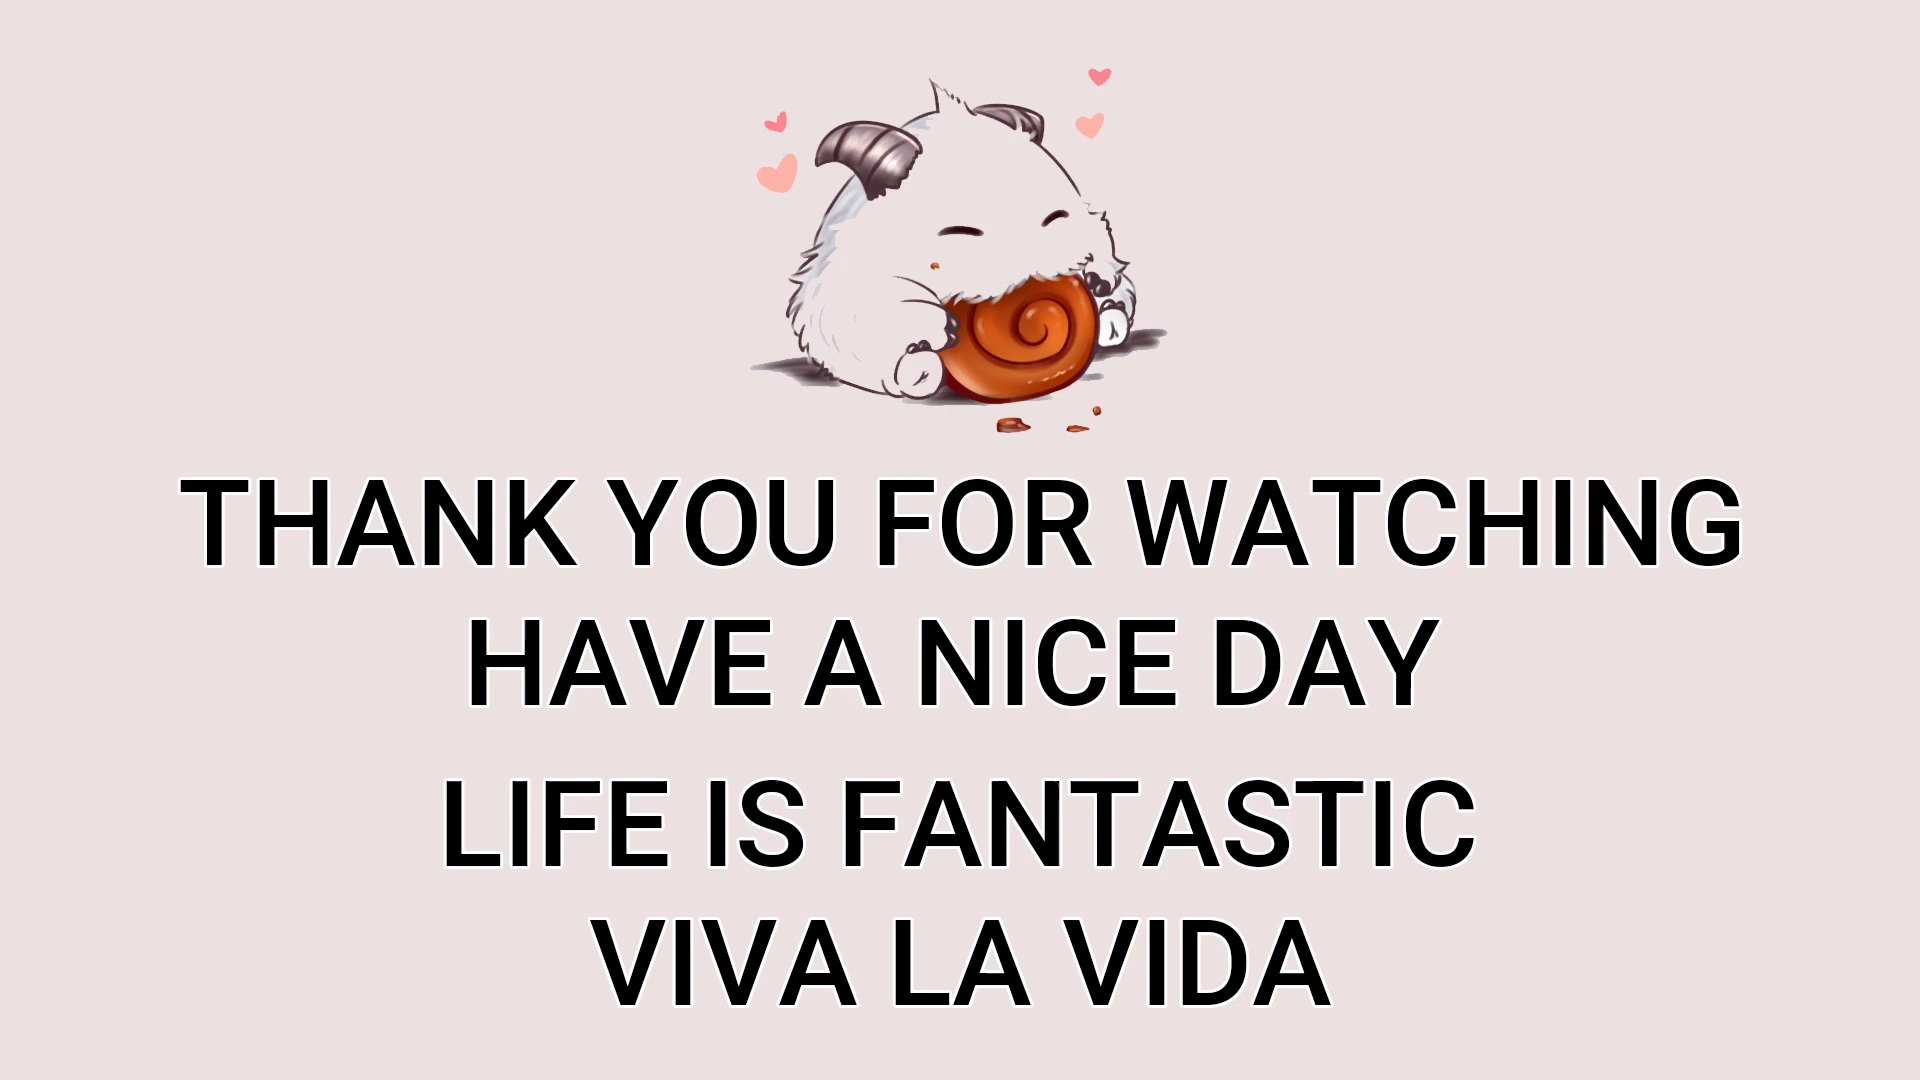 THANK YOU FOR WATCHING
HAVE A NICE DAY
LIFE IS FANTASTIC
VIVA LA VIDA